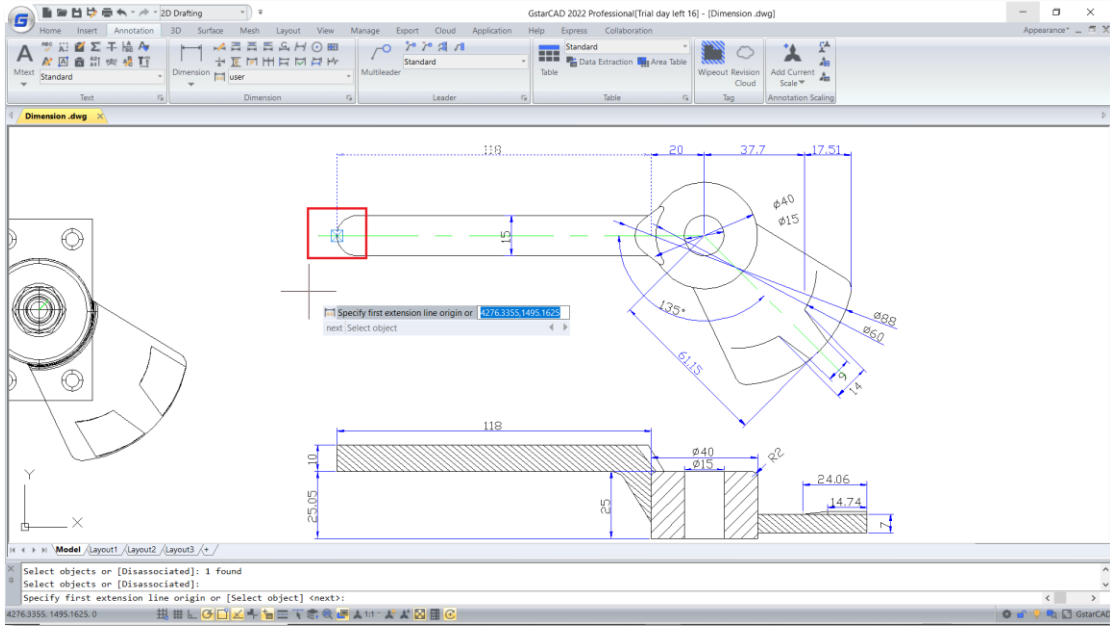 2D Drafting
GstarCAD 2022 Professional[Trial day left 16] - [Dimension .dwg]
Home Insert Annotation 3D Surface Mesh Layout View Manage Export Cloud Application Help Express Collaboration
Appearance
Mtext
Standard
Text
Dimension
user
Dimension
Multileader
Standard
Leader
Table
Standard
Data Extraction
Area Table
Table
Wipeout
Revision
Cloud
Tag
Add Current
Scale
Annotation Scaling
Dimension .dwg
118 20 37.7 17.51
ø40
ø15
15
135°
ø88
ø60
61.15
9
14
Specify first extension line origin or 4276.3355,1495.1625
next Select object
118
10
25.05
25
ø40
ø15
R2
24.06
14.74
7
Y
X
Model Layout1 Layout2 Layout3 +
Select objects or [Disassociated]: 1 found
Select objects or [Disassociated]:
Specify first extension line origin or [Select object] <next>:
4276.3355, 1495.1625, 0
1:1
GstarCAD